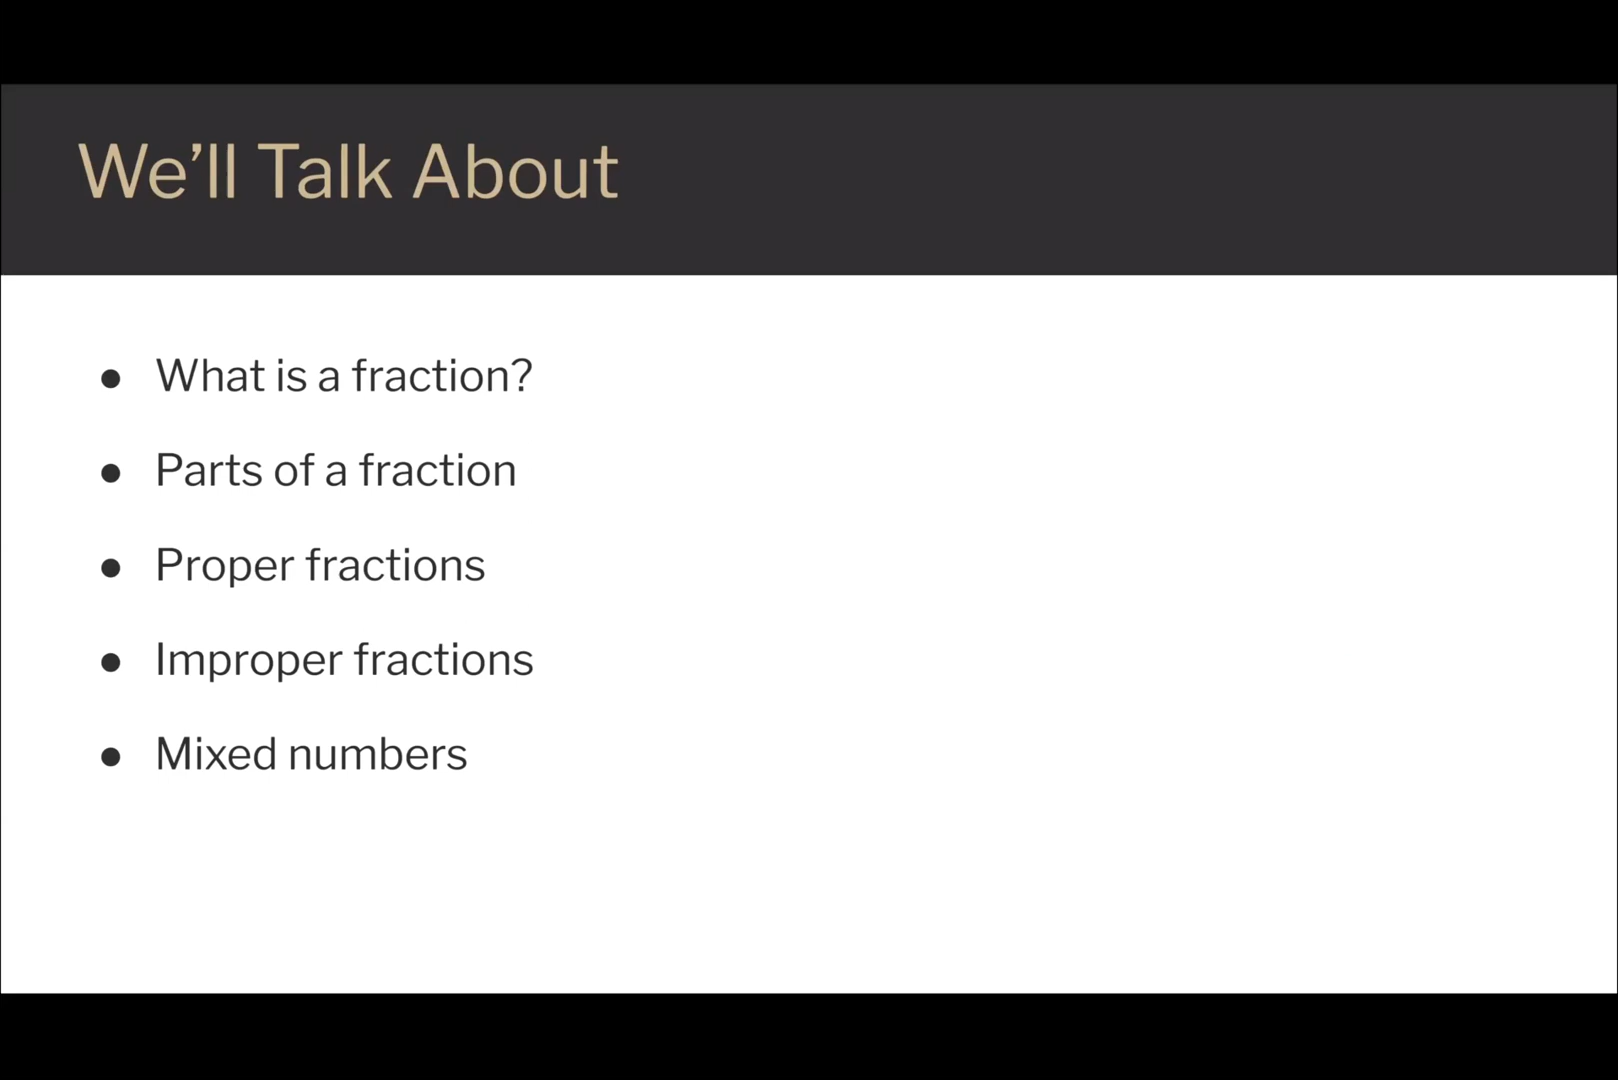 We’ll Talk About
● What is a fraction?
● Parts of a fraction
● Proper fractions
● Improper fractions
● Mixed numbers